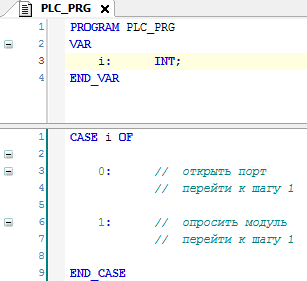 PLC_PRG
1 PROGRAM PLC_PRG
2 VAR
3 i: INT;
4 END_VAR
1 CASE i OF
2
3 0: // открыть порт
4 // перейти к шагу 1
5
6 1: // опросить модуль
7 // перейти к шагу 1
8
9 END_CASE